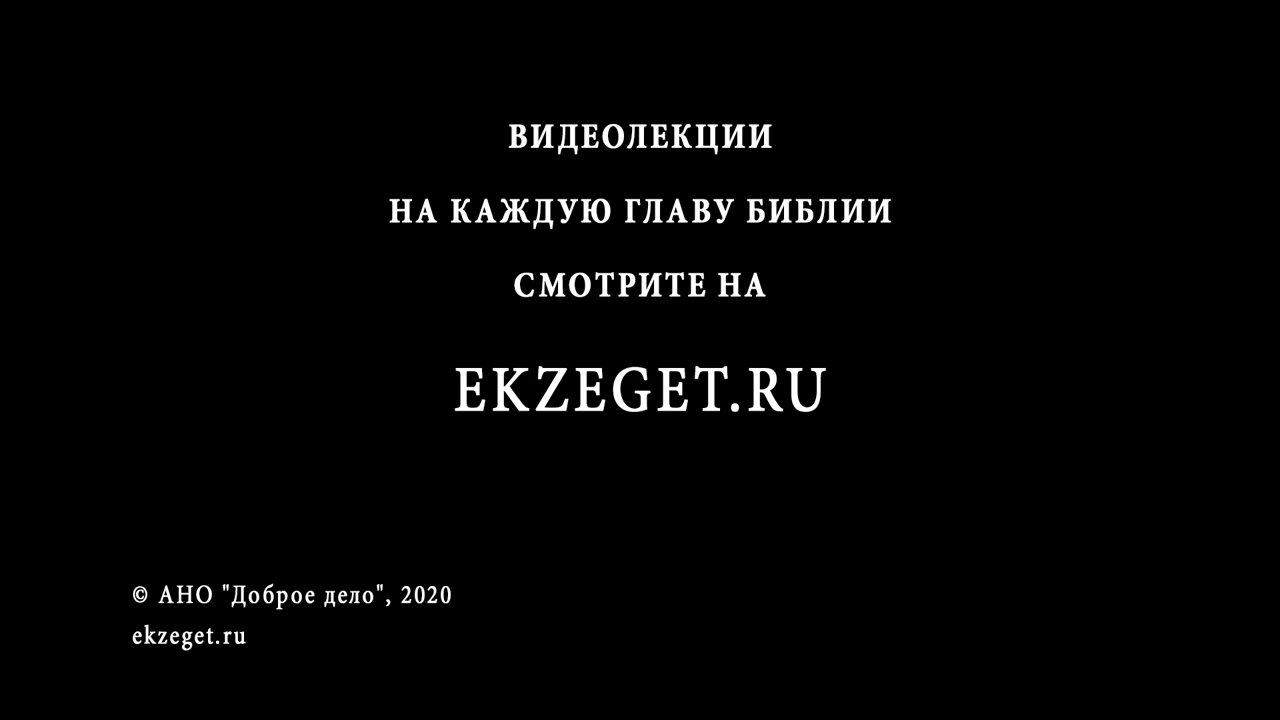 ВИДЕОЛЕКЦИИ
НА КАЖДУЮ ГЛАВУ БИБЛИИ
СМОТРИТЕ НА
EKZEGET.RU
© АНО "Доброе дело", 2020
ekzeget.ru